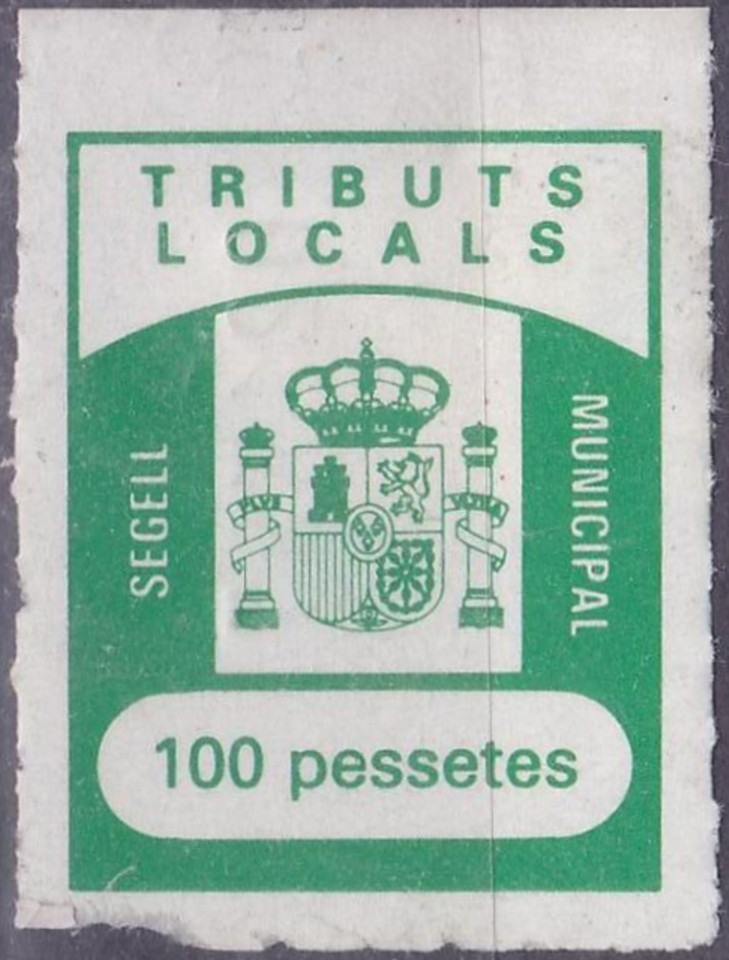 TRIBUTS
LOCALS
SEGELL
MUNICIPAL
100 pessetes